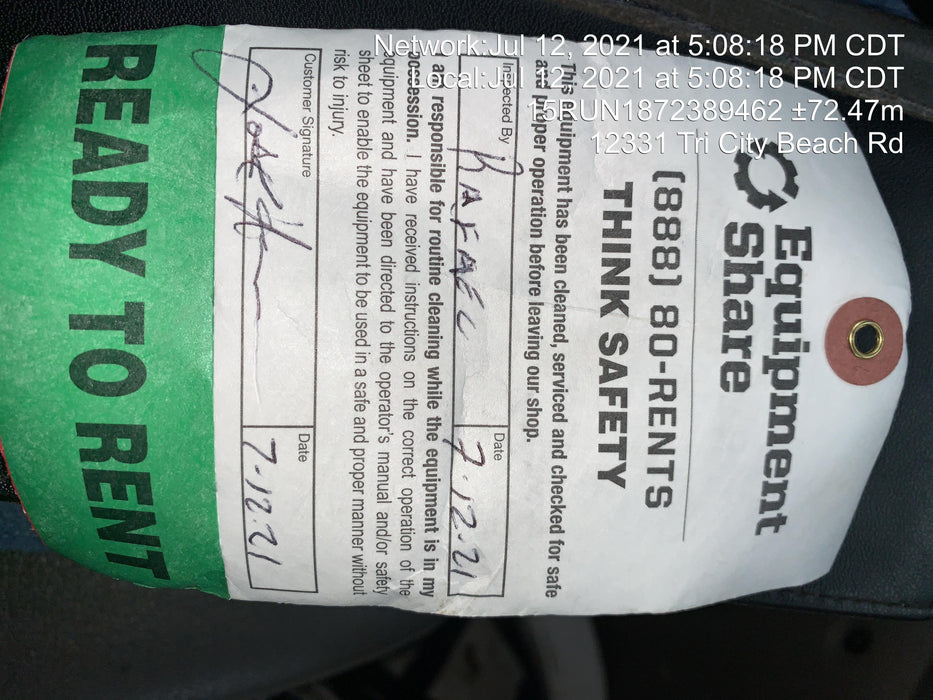 Network:Jul 12, 2021 at 5:08:18 PM CDT
Local:Jul 12, 2021 at 5:08:18 PM CDT
15RUN1872389462 ±72.47m
12331 Tri City Beach Rd
Equipment
Share
(888) 80-RENTS
THINK SAFETY
This equipment has been cleaned, serviced and checked for safe
and proper operation before leaving our shop.
Inspected By Date
RAFAEL 7-12-21
I am responsible for routine cleaning while the equipment is in my
possession. I have received instructions on the correct operation of the
equipment and have been directed to the operator's manual and/or safety
sheet to enable the equipment to be used in a safe and proper manner without
risk to injury.
Customer Signature Date
7-12-21
READY TO RENT